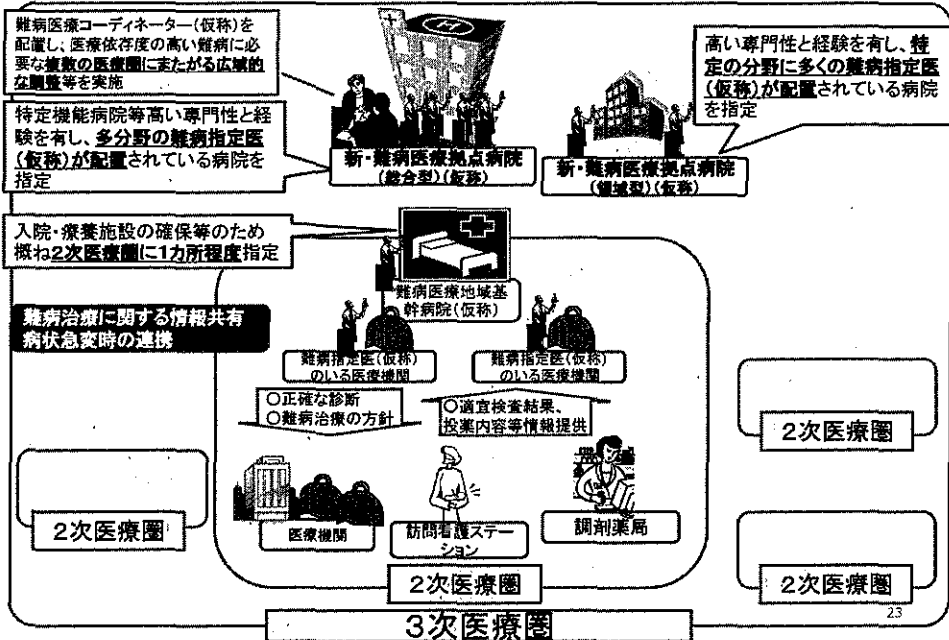 難病医療コーディネーター(仮称)を
配置し、医療依存度の高い難病に必
要な複数の医療圏にまたがる広域的
な調整等を実施
特定機能病院等高い専門性と経
験を有し、多分野の難病指定医
(仮称)が配置されている病院を
指定
高い専門性と経験を有し、特
定の分野に多くの難病指定医
(仮称)が配置されている病院
を指定
H
新・難病医療拠点病院
(総合型)(仮称)
新・難病医療拠点病院
(領域型)(仮称)
入院・療養施設の確保等のため
概ね2次医療圏に1カ所程度指定
難病医療地域基
幹病院(仮称)
難病治療に関する情報共有
病状急変時の連携
難病指定医(仮称)
のいる医療機関
難病指定医(仮称)
のいる医療機関
○正確な診断
○難病治療の方針
○適宜検査結果、
投薬内容等情報提供
医療機関
訪問看護ステー
ション
調剤薬局
2次医療圏
2次医療圏
2次医療圏
2次医療圏
3次医療圏
23